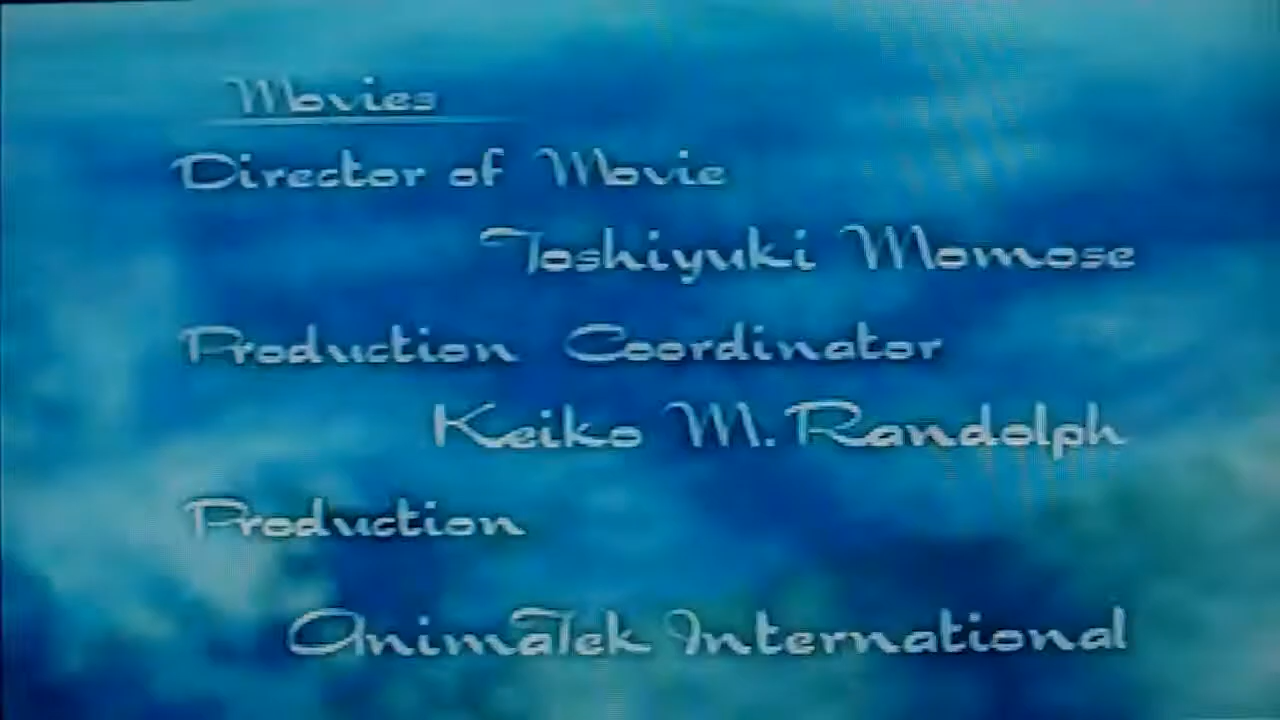 Movies
Director of Movie
Toshiyuki Momose
Production Coordinator
Keiko M. Randolph
Production
AnimaTek International